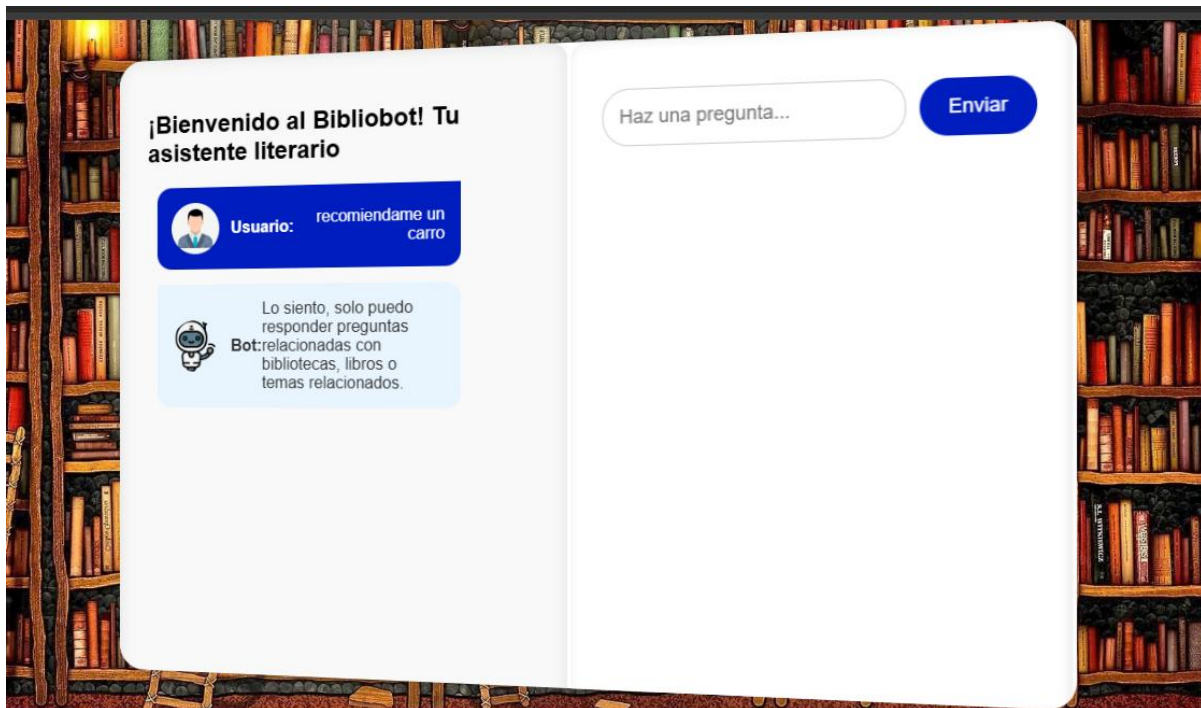 ¡Bienvenido al Bibliobot! Tu
asistente literario
Usuario: recomiendame un
carro
Lo siento, solo puedo
responder preguntas
Bot:relacionadas con
bibliotecas, libros o
temas relacionados.
Haz una pregunta...
Enviar